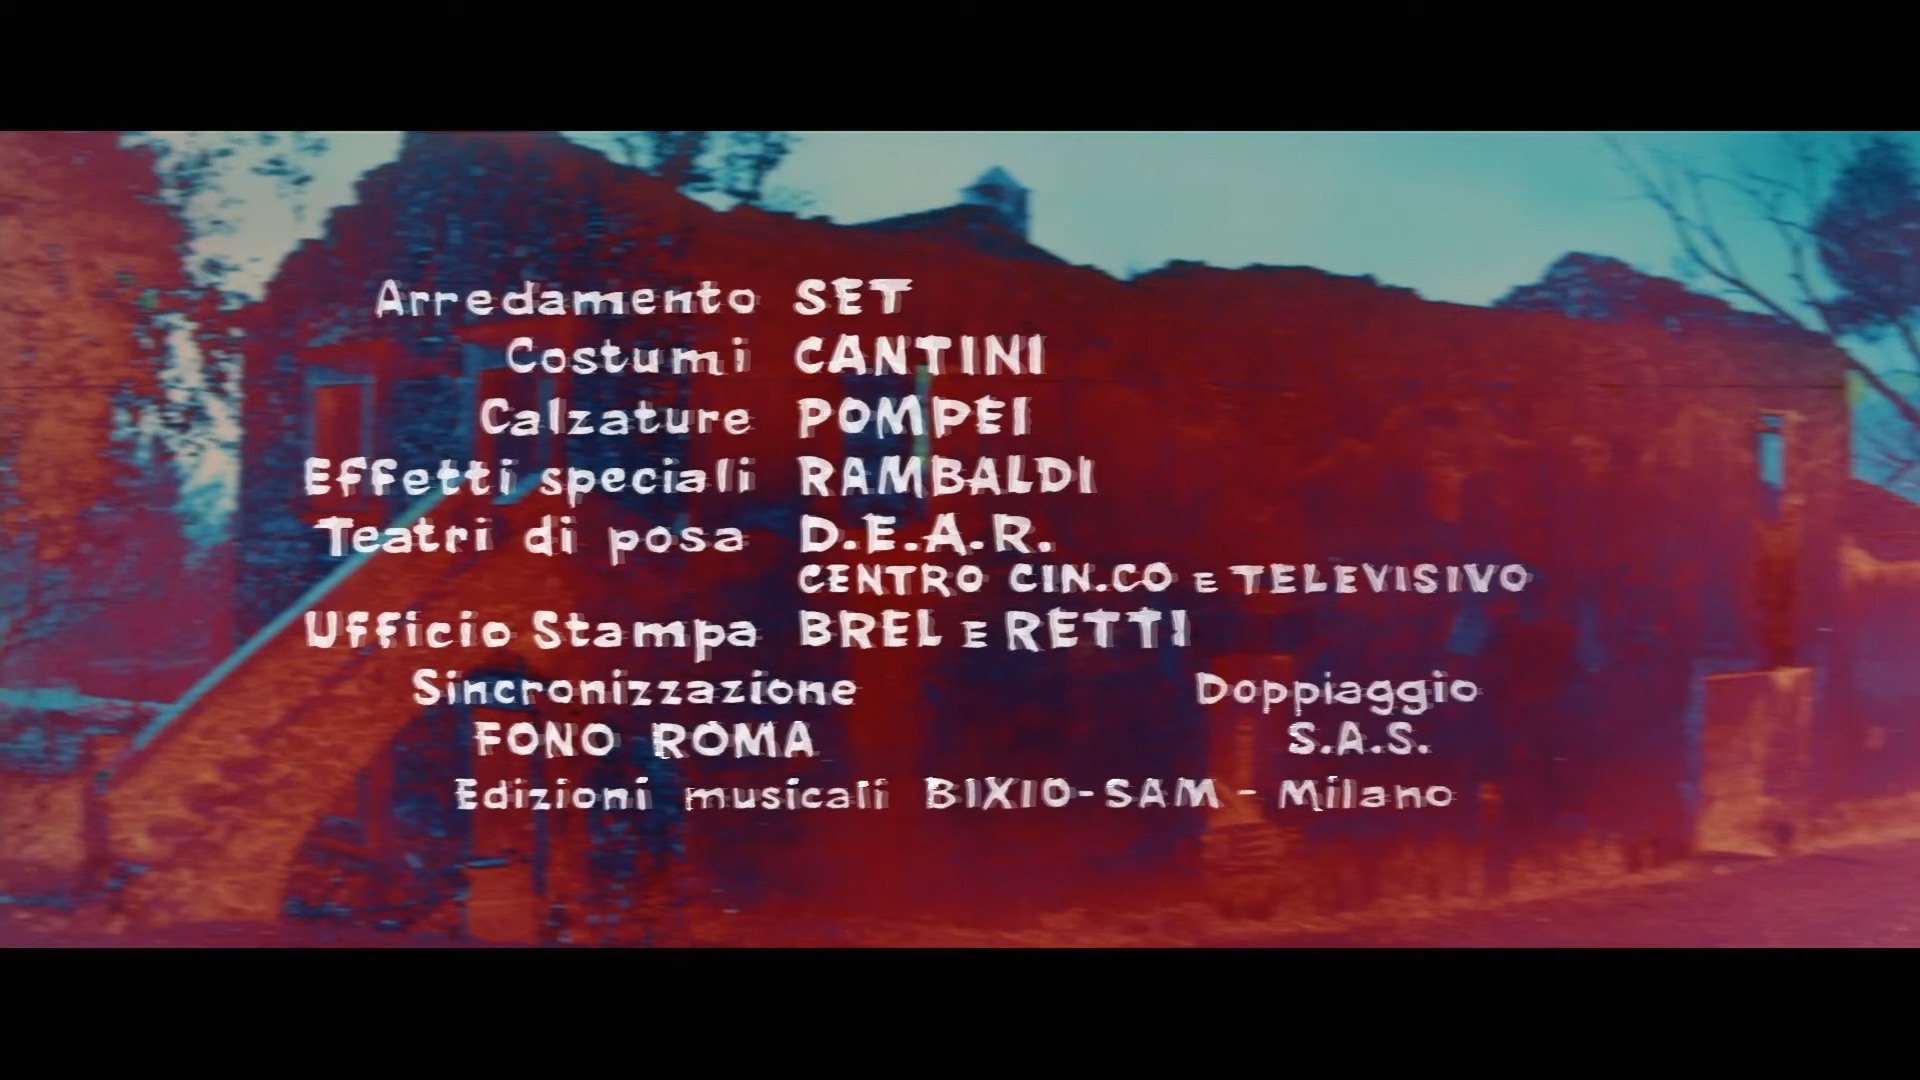 Arredamento SET
Costumi CANTINI
Calzature POMPEI
Effetti speciali RAMBALDI
Teatri di posa D.E.A.R.
CENTRO CIN.CO E TELEVISIVO
Ufficio Stampa BREL E RETTI
Sincronizzazione Doppiaggio
FONO ROMA S.A.S.
Edizioni musicali BIXIO-SAM - Milano